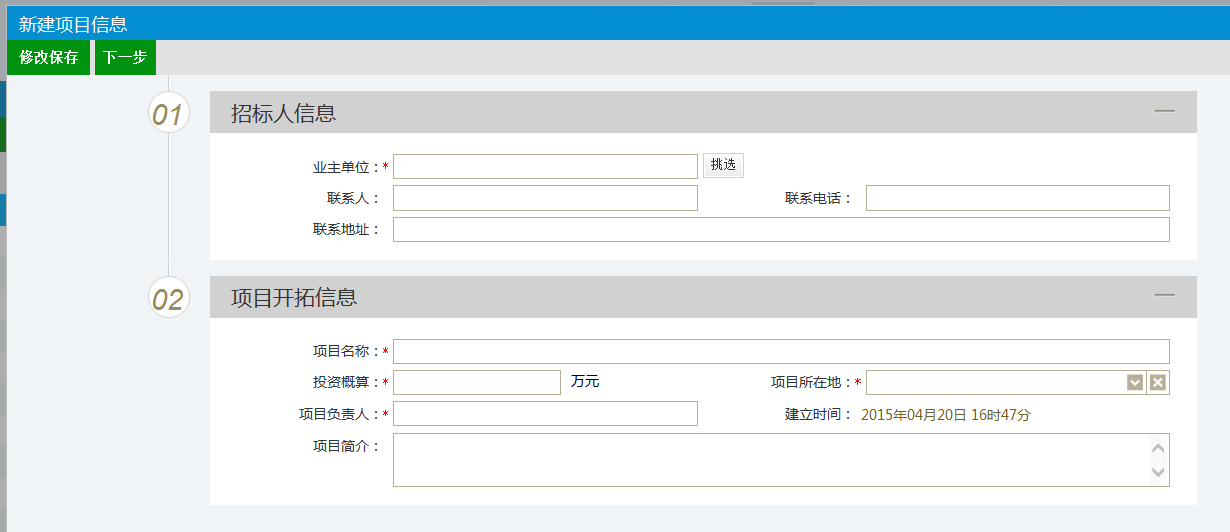 新建项目信息
修改保存 下一步
01 招标人信息
业主单位：* 挑选
联系人： 联系电话：
联系地址：
02 项目开拓信息
项目名称：*
投资概算：* 万元 项目所在地：*
项目负责人：* 建立时间： 2015年04月20日 16时47分
项目简介：